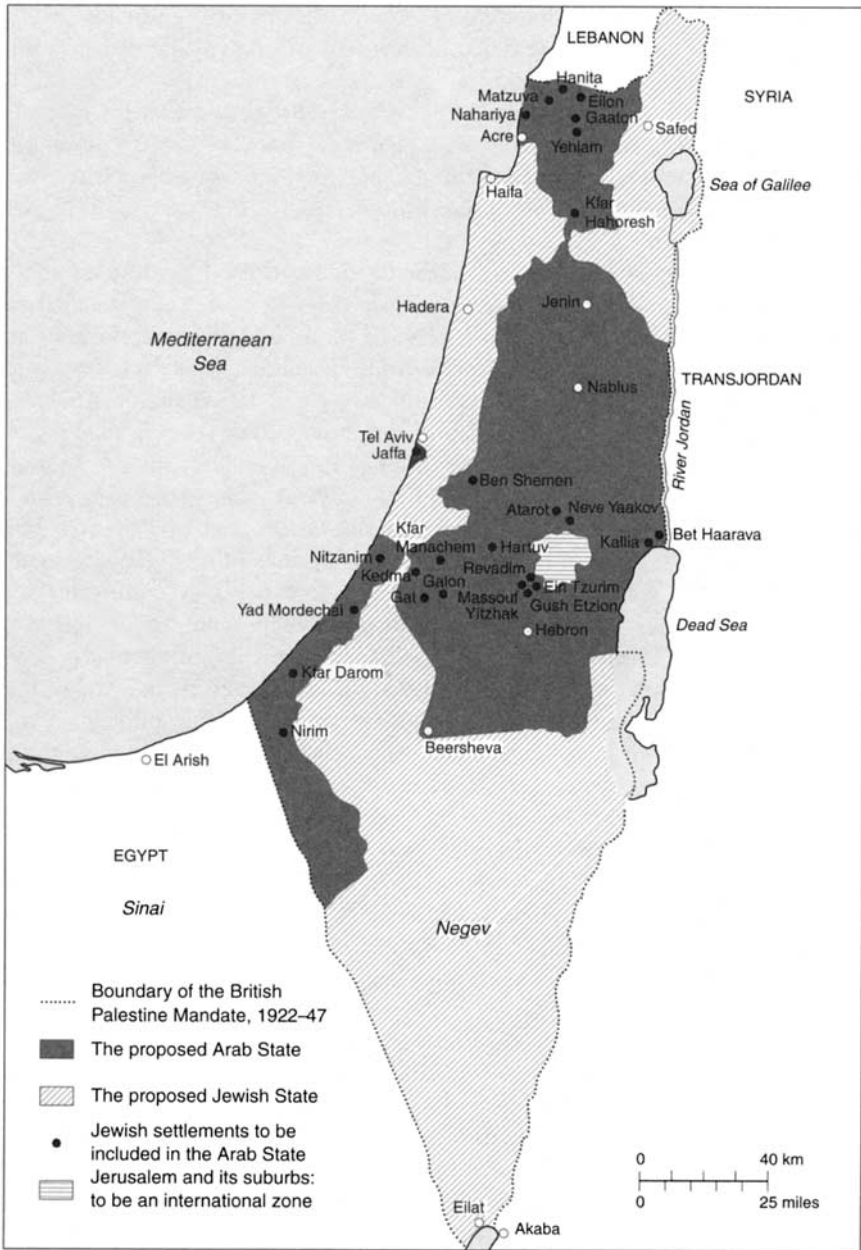 LEBANON
Hanita
Matzuva
Eilon
SYRIA
Nahariya
Gaaton
Acre
Safed
Yehiam
Haifa
Sea of Galilee
Kfar
Hahoresh
Hadera
Jenin
Mediterranean
Sea
TRANSJORDAN
Nablus
River Jordan
Tel Aviv
Jaffa
Ben Shemen
Atarot
Neve Yaakov
Kfar
Manachem
Hartuv
Kallia
Bet Haarava
Nitzanim
Revadim
Kedma
Galon
Ein Tzurim
Gat
Massout
Yitzhak
Gush Etzion
Yad Mordechai
Hebron
Dead Sea
Kfar Darom
Nirim
Beersheva
El Arish
EGYPT
Sinai
Negev
Boundary of the British
Palestine Mandate, 1922–47
The proposed Arab State
The proposed Jewish State
Jewish settlements to be
included in the Arab State
Jerusalem and its suburbs:
to be an international zone
0 40 km
0 25 miles
Eilat
Akaba